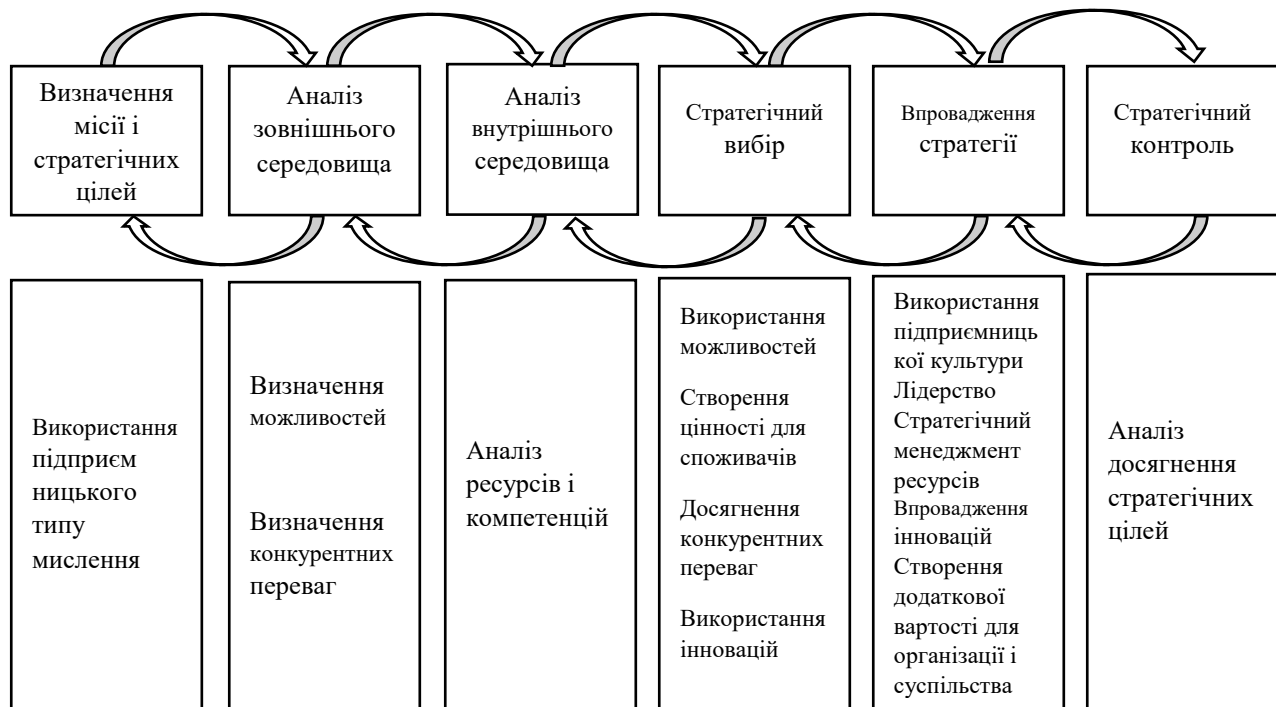 Визначення
місії і
стратегічних
цілей
Аналіз
зовнішнього
середовища
Аналіз
внутрішнього
середовища
Стратегічний
вибір
Впровадження
стратегії
Стратегічний
контроль
Використання
підприєм
ницького
типу
мислення
Визначення
можливостей
Визначення
конкурентних
переваг
Аналіз
ресурсів і
компетенцій
Використання
можливостей
Створення
цінності для
споживачів
Досягнення
конкурентних
переваг
Використання
інновацій
Використання
підприємниць
кої культури
Лідерство
Стратегічний
менеджмент
ресурсів
Впровадження
інновацій
Створення
додаткової
вартості для
організації і
суспільства
Аналіз
досягнення
стратегічних
цілей